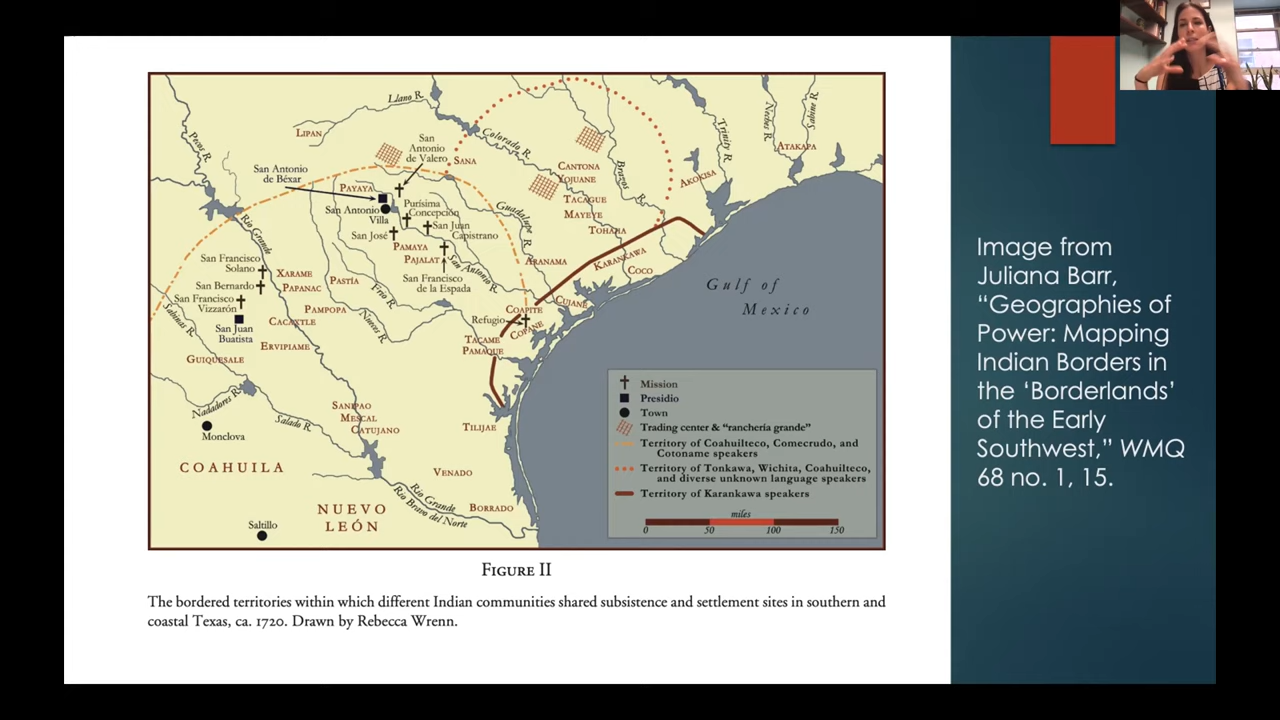 Llano R.
Pecos R.
LIPAN
San
Antonio
de Valero
San Antonio
de Béxar
SANA
Colorado R.
Brazos R.
Trinity R.
Neches R.
Sabine R.
ATAKAPA
AKOKISA
CANTONA
YOJUANE
TACAGUE
MAYEYE
TOHAHA
PAYAYA
San Antonio
Villa
Purísima
Concepción
San Juan
Capistrano
San José
PAMAYA
PAJALAT
San Antonio R.
San Francisco
de la Espada
Guadalupe R.
ARANAMA
KARANKAWA
COCO
CUJANE
COAPITE
COPANE
Refugio
Rio Grande
San Francisco
Solano
San Bernardo
San Francisco
Vizzarón
San Juan
Buatista
XARAME
PAPANAC
PASTÍA
PAMPOPA
CACAXTLE
ERVIPIAME
Frio R.
Nueces R.
TACAME
PAMAQUE
Sabinas R.
GUIQUESALE
Nadadores R.
Monclova
Salado R.
SANIPAO
MESCAL
CATUJANO
TILIJAE
COAHUILA
VENADO
BORRADO
Rio Grande
Rio Bravo del Norte
NUEVO
LEÓN
Saltillo
Gulf of
Mexico
Mission
Presidio
Town
Trading center & “ranchería grande”
Territory of Coahuilteco, Comecrudo, and
Cotoname speakers
Territory of Tonkawa, Wichita, Coahuilteco,
and diverse unknown language speakers
Territory of Karankawa speakers
miles
0 50 100 150
FIGURE II
The bordered territories within which different Indian communities shared subsistence and settlement sites in southern and
coastal Texas, ca. 1720. Drawn by Rebecca Wrenn.
Image from
Juliana Barr,
“Geographies of
Power: Mapping
Indian Borders in
the ‘Borderlands’
of the Early
Southwest,” WMQ
68 no. 1, 15.